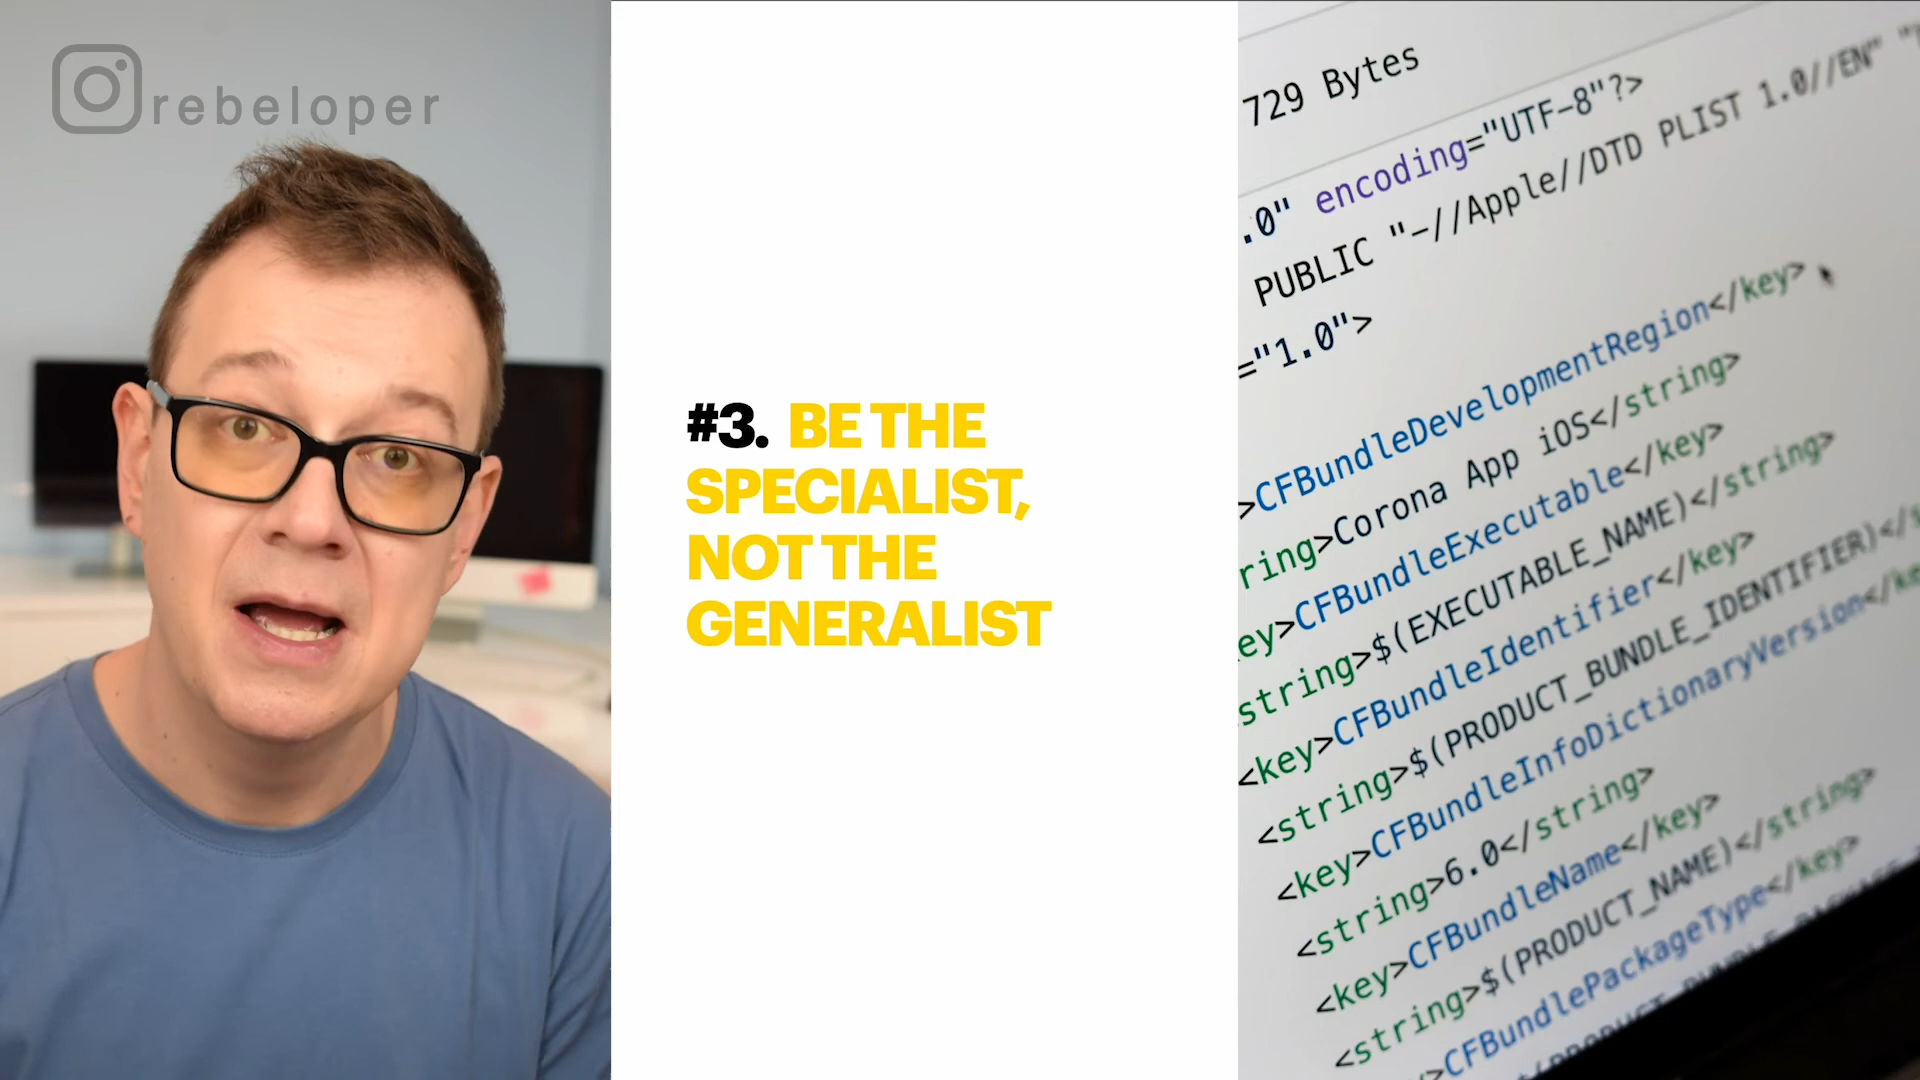 rebeloper
#3. BE THE
SPECIALIST,
NOT THE
GENERALIST
729 Bytes
.0" encoding="UTF-8"?>
PUBLIC "-//Apple//DTD PLIST 1.0//EN"
="1.0">
>CFBundleDevelopmentRegion</key>
ring>Corona App iOS</string>
key>CFBundleExecutable</key>
string>$(EXECUTABLE_NAME)</string>
<key>CFBundleIdentifier</key>
<string>$(PRODUCT_BUNDLE_IDENTIFIER)</
<key>CFBundleInfoDictionaryVersion</key
<string>6.0</string>
<key>CFBundleName</key>
<string>$(PRODUCT_NAME)</string>
>CFBundlePackageType</key>